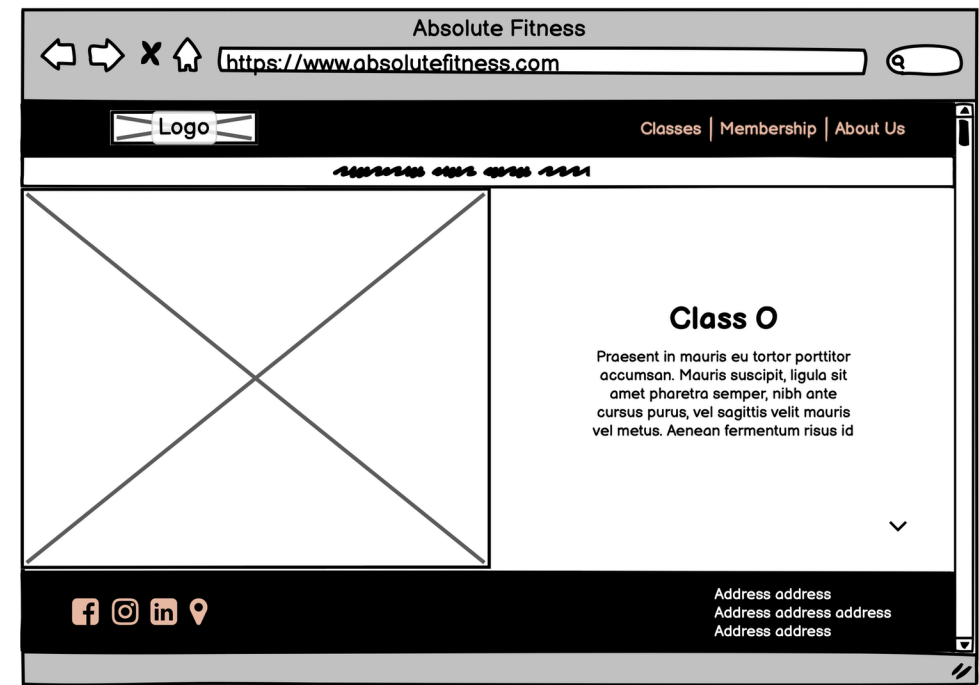 Absolute Fitness
https://www.absolutefitness.com
Logo
Classes | Membership | About Us
Class O
Praesent in mauris eu tortor porttitor
accumsan. Mauris suscipit, ligula sit
amet pharetra semper, nibh ante
cursus purus, vel sagittis velit mauris
vel metus. Aenean fermentum risus id
Address address
Address address address
Address address